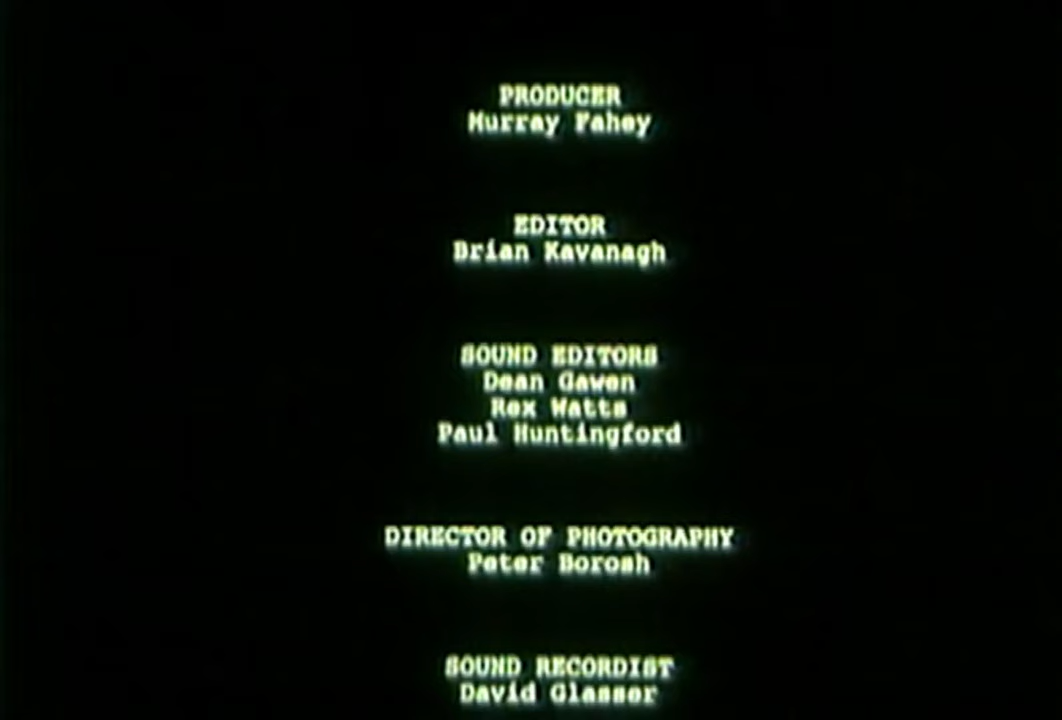 PRODUCER
Murray Fahey
EDITOR
Brian Kavanagh
SOUND EDITORS
Dean Gawen
Rex Watts
Paul Huntingford
DIRECTOR OF PHOTOGRAPHY
Peter Borosh
SOUND RECORDIST
David Glasser